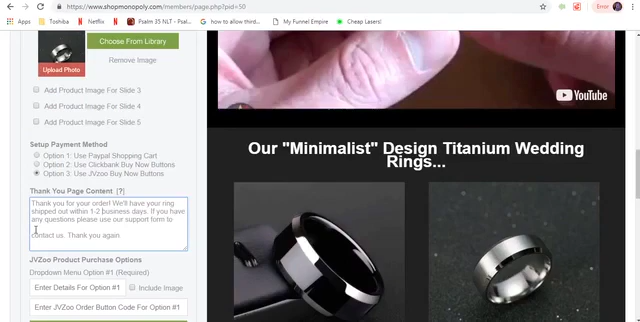 https://www.shopmonopoly.com/members/page.php?pid=50
Error
Apps
Toshiba
Netflix
Psalm 35 NLT - Psalm
how to allow third-
My Funnel Empire
Cheap Lasers!
Choose From Library
Remove Image
Upload Photo
Add Product Image For Slide 3
Add Product Image For Slide 4
Add Product Image For Slide 5
Setup Payment Method
Option 1: Use Paypal Shopping Cart
Option 2: Use Clickbank Buy Now Buttons
Option 3: Use JVZoo Buy Now Buttons
Thank You Page Content [?]
Thank you for your order! We'll have your ring
shipped out within 1-2 business days. If you have
any questions please use our support form to
contact us. Thank you again
JVZoo Product Purchase Options
Dropdown Menu Option #1 (Required)
Enter Details For Option #1
Include Image
Enter JVZoo Order Button Code For Option #1
YouTube
Our "Minimalist" Design Titanium Wedding
Rings...